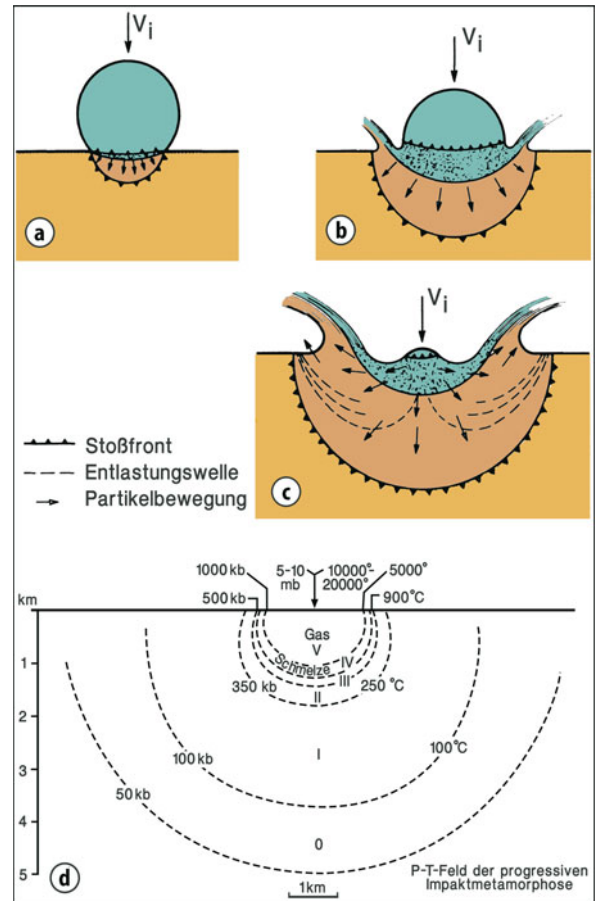 Vi
Vi
a
b
Vi
Stoßfront
Entlastungswelle
Partikelbewegung
c
1000 kb
5-10 mb
10000°-20000°
5000°
500 kb
900 °C
km
Gas
V
Schmelze
IV
III
1
350 kb
II
250 °C
2
I
100 kb
100 °C
3
50 kb
4
0
d
5
1 km
P-T-Feld der progressiven
Impaktmetamorphose